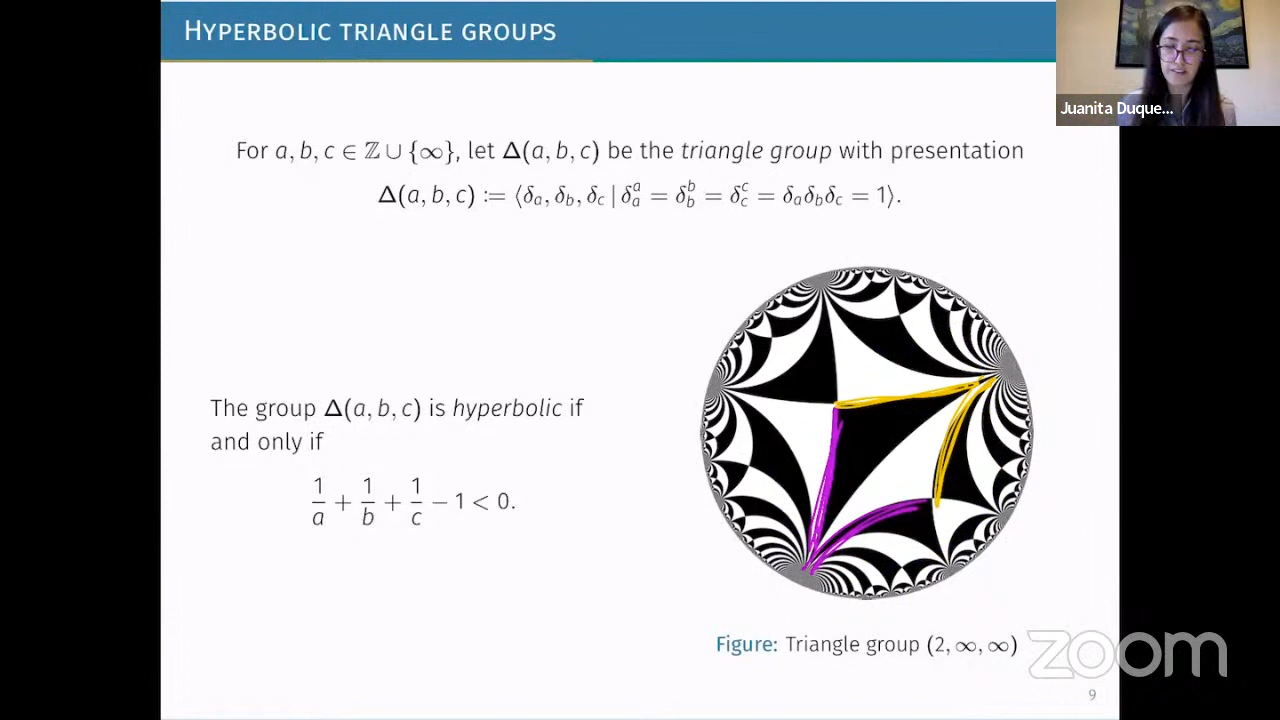 HYPERBOLIC TRIANGLE GROUPS
Juanita Duque...
For a, b, c ∈ ℤ ∪ {∞}, let Δ(a, b, c) be the triangle group with presentation
Δ(a, b, c) := ⟨δ_a, δ_b, δ_c | δ_a^a = δ_b^b = δ_c^c = δ_aδ_bδ_c = 1⟩.
The group Δ(a, b, c) is hyperbolic if
and only if
1/a + 1/b + 1/c − 1 < 0.
Figure: Triangle group (2, ∞, ∞)
zoom
9